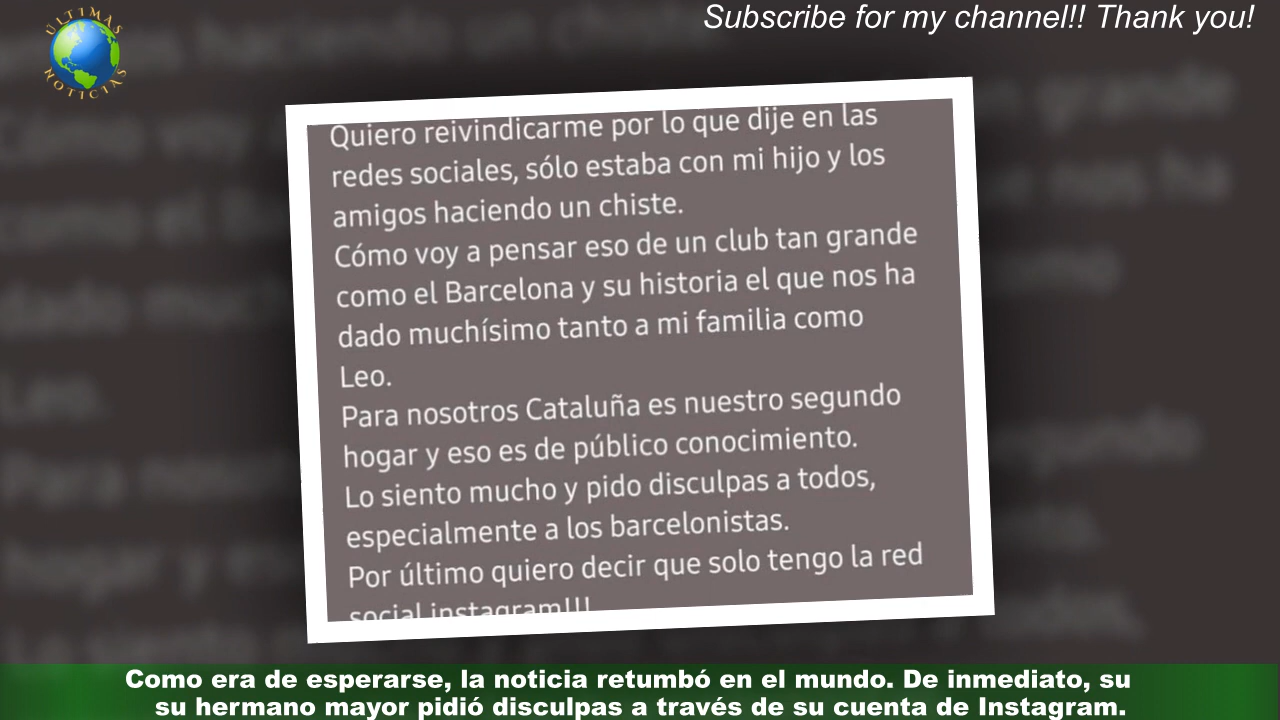 Subscribe for my channel!! Thank you!
ÚLTIMAS
NOTICIAS
Quiero reivindicarme por lo que dije en las
redes sociales, sólo estaba con mi hijo y los
amigos haciendo un chiste.
Cómo voy a pensar eso de un club tan grande
como el Barcelona y su historia el que nos ha
dado muchísimo tanto a mi familia como
Leo.
Para nosotros Cataluña es nuestro segundo
hogar y eso es de público conocimiento.
Lo siento mucho y pido disculpas a todos,
especialmente a los barcelonistas.
Por último quiero decir que solo tengo la red
social instagram!!!
Como era de esperarse, la noticia retumbó en el mundo. De inmediato, su
su hermano mayor pidió disculpas a través de su cuenta de Instagram.